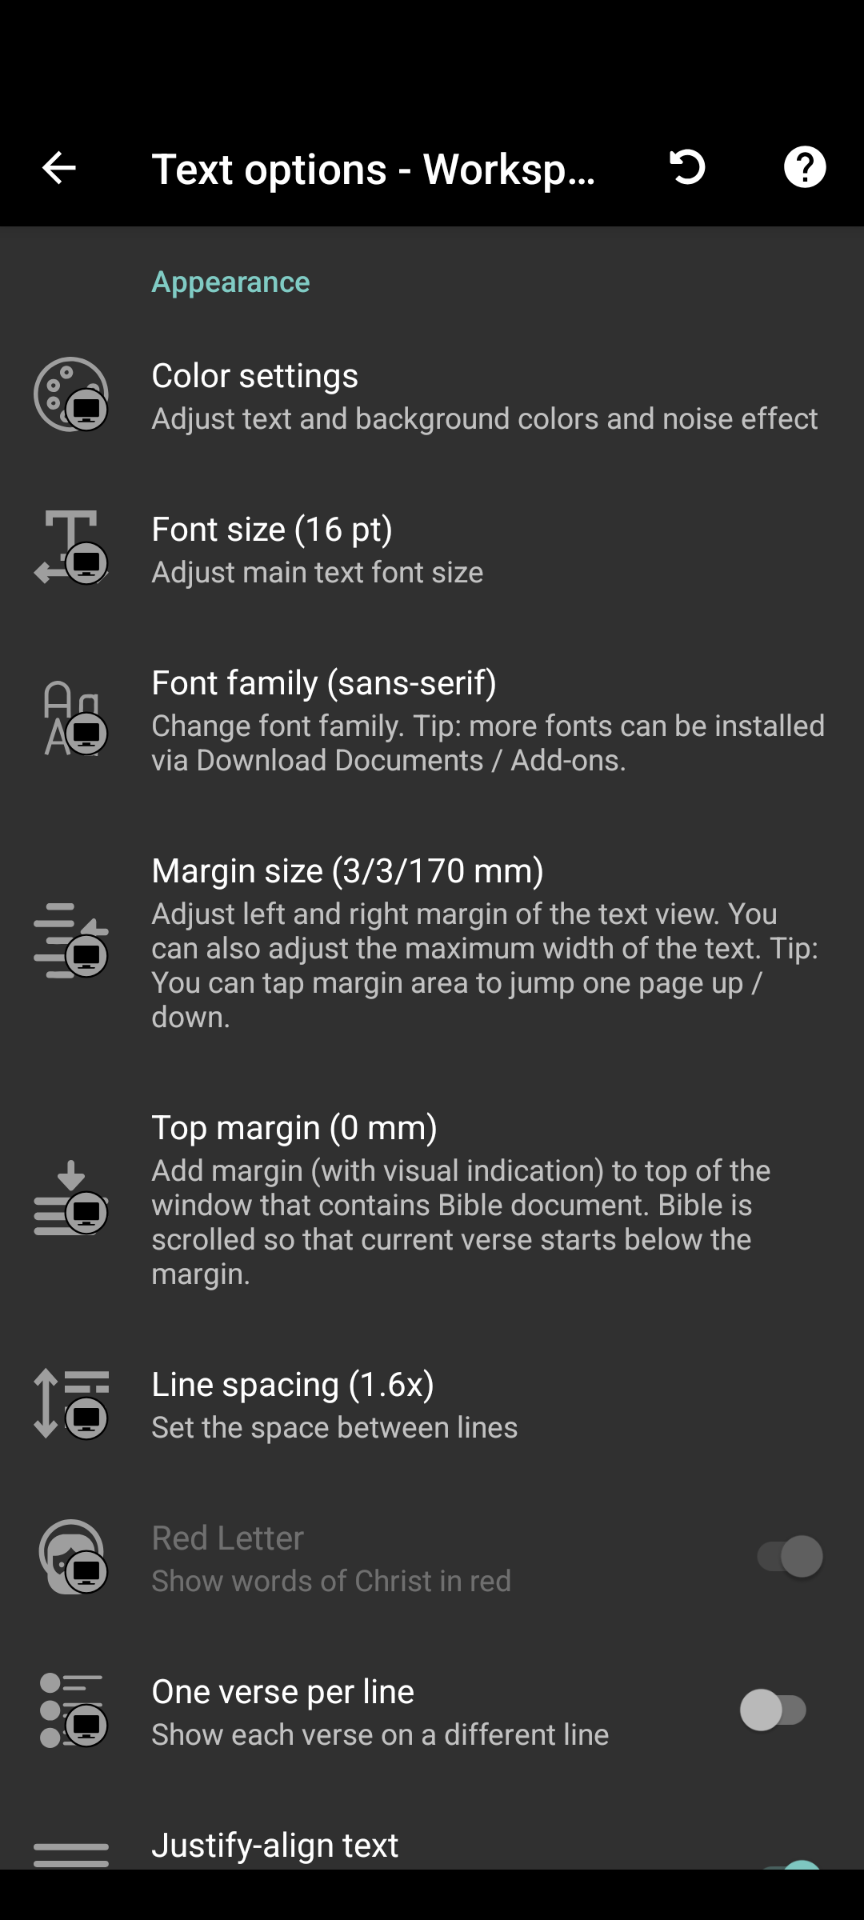 Text options - Worksp...
Appearance
Color settings
Adjust text and background colors and noise effect
Font size (16 pt)
Adjust main text font size
Font family (sans-serif)
Change font family. Tip: more fonts can be installed
via Download Documents / Add-ons.
Margin size (3/3/170 mm)
Adjust left and right margin of the text view. You
can also adjust the maximum width of the text. Tip:
You can tap margin area to jump one page up /
down.
Top margin (0 mm)
Add margin (with visual indication) to top of the
window that contains Bible document. Bible is
scrolled so that current verse starts below the
margin.
Line spacing (1.6x)
Set the space between lines
Red Letter
Show words of Christ in red
One verse per line
Show each verse on a different line
Justify-align text